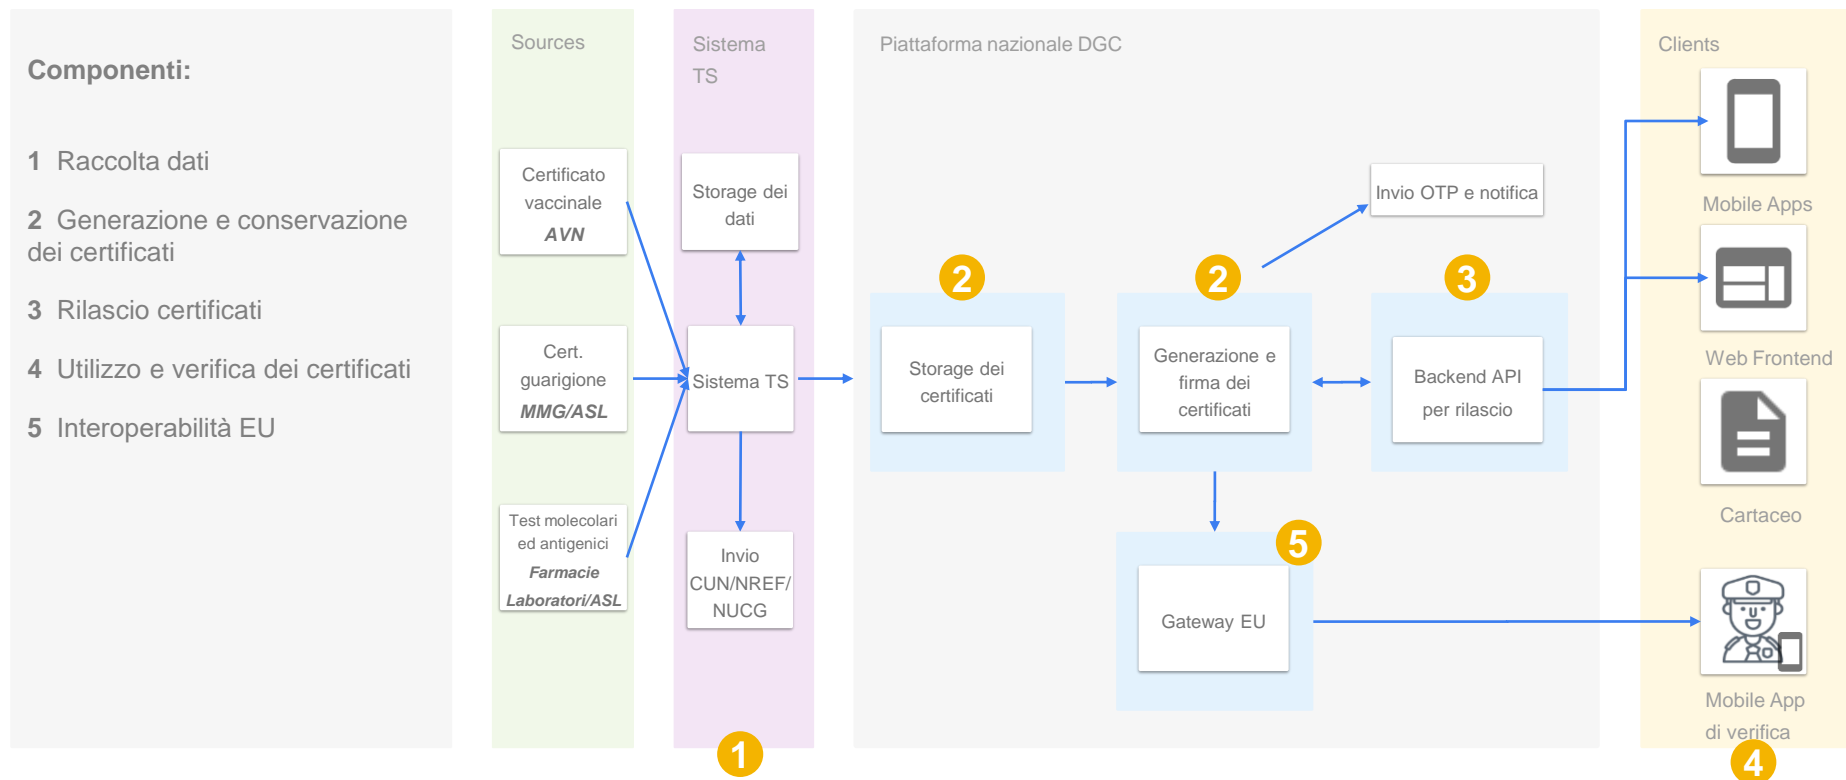 Componenti:
1 Raccolta dati
2 Generazione e conservazione
dei certificati
3 Rilascio certificati
4 Utilizzo e verifica dei certificati
5 Interoperabilità EU
Sources
Certificato
vaccinale
AVN
Cert.
guarigione
MMG/ASL
Test molecolari
ed antigenici
Farmacie
Laboratori/ASL
Sistema
TS
Storage dei
dati
Sistema TS
Invio
CUN/NREF/
NUCG
1
Piattaforma nazionale DGC
Invio OTP e notifica
2
Storage dei
certificati
2
Generazione e
firma dei
certificati
3
Backend API
per rilascio
5
Gateway EU
Clients
Mobile Apps
Web Frontend
Cartaceo
Mobile App
di verifica
4